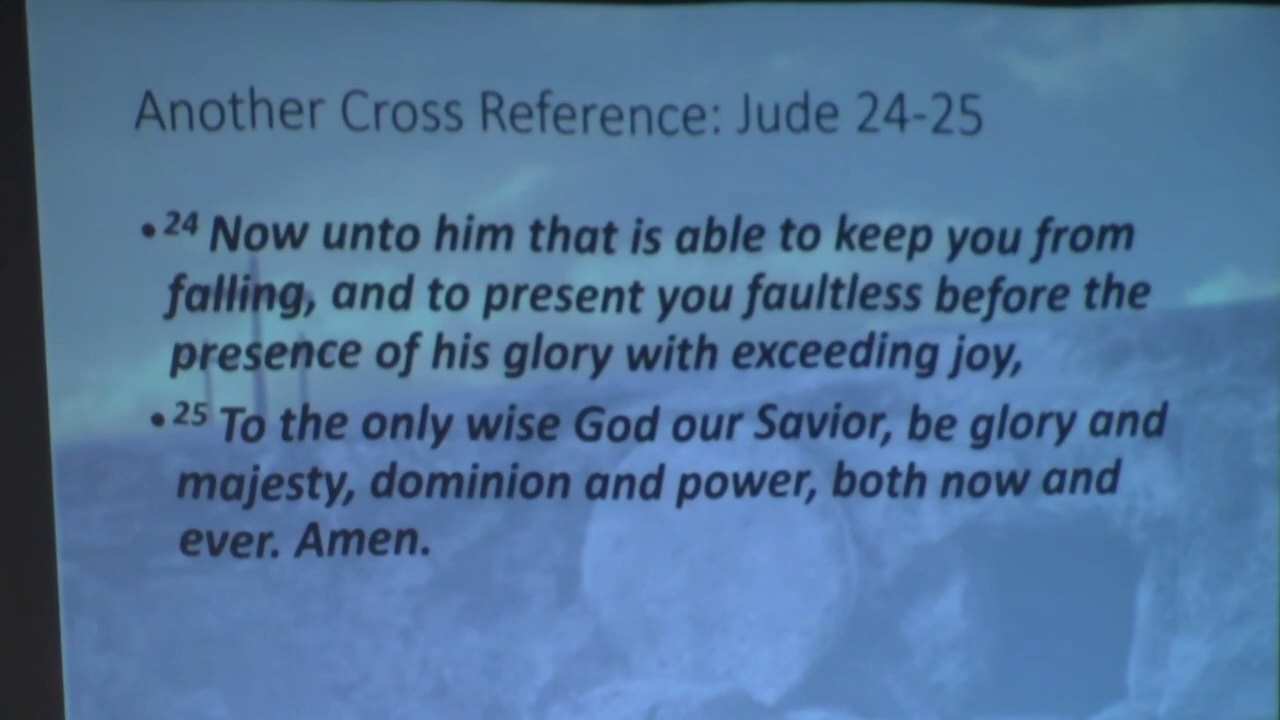 Another Cross Reference: Jude 24-25
•24 Now unto him that is able to keep you from
falling, and to present you faultless before the
presence of his glory with exceeding joy,
•25 To the only wise God our Savior, be glory and
majesty, dominion and power, both now and
ever. Amen.